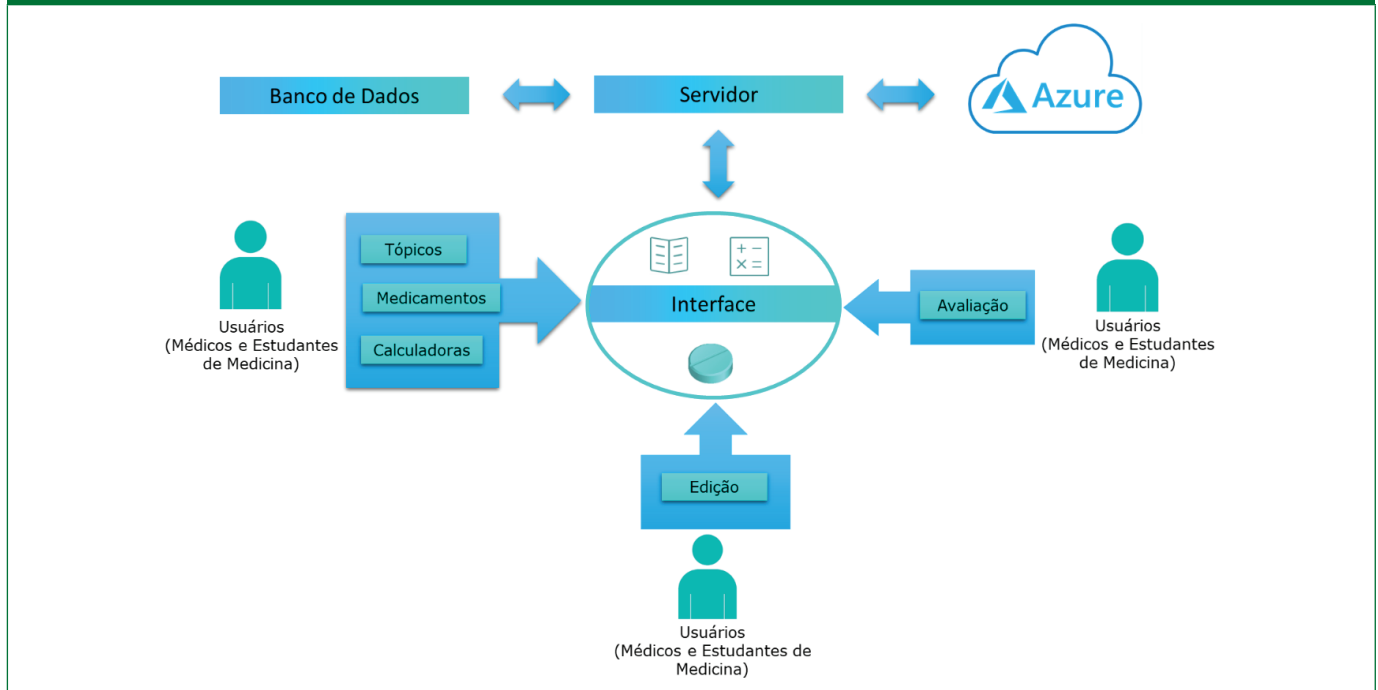 Banco de Dados
Servidor
Azure
Tópicos
Medicamentos
Calculadoras
Usuários
(Médicos e Estudantes
de Medicina)
+ -
× =
Interface
Avaliação
Usuários
(Médicos e Estudantes
de Medicina)
Edição
Usuários
(Médicos e Estudantes de
Medicina)